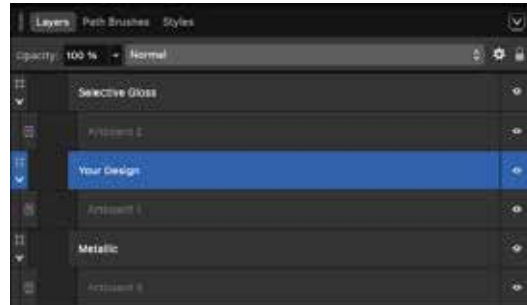 Layers Path Brushes Styles
Opacity: 100 % Normal
Selective Gloss
Artboard 2
Your Design
Artboard 1
Metallic